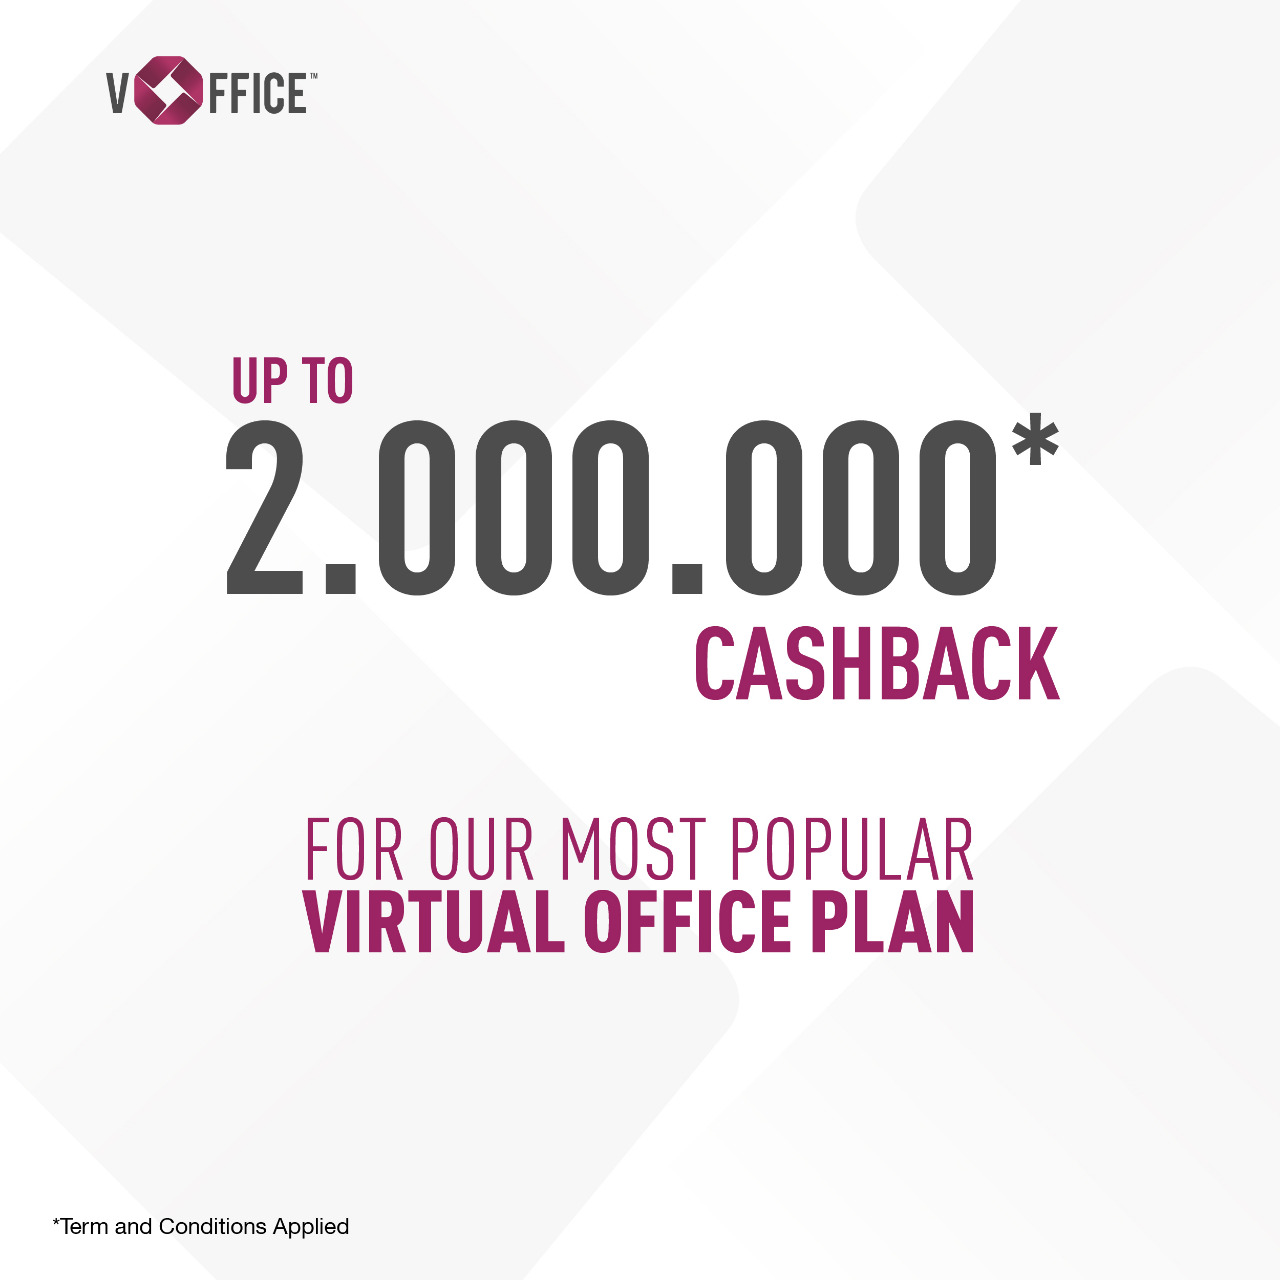 VOFFICE™
UP TO
2.000.000*
CASHBACK
FOR OUR MOST POPULAR
VIRTUAL OFFICE PLAN
*Term and Conditions Applied